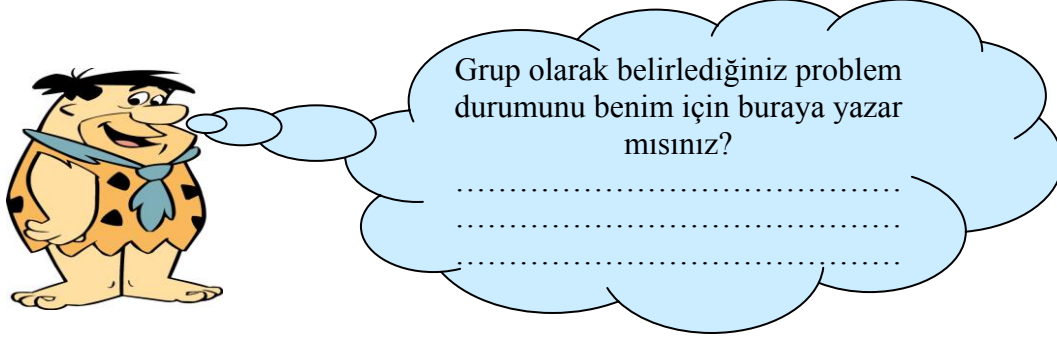 Grup olarak belirlediğiniz problem
durumunu benim için buraya yazar
mısınız?
……………………………………
……………………………………
……………………………………